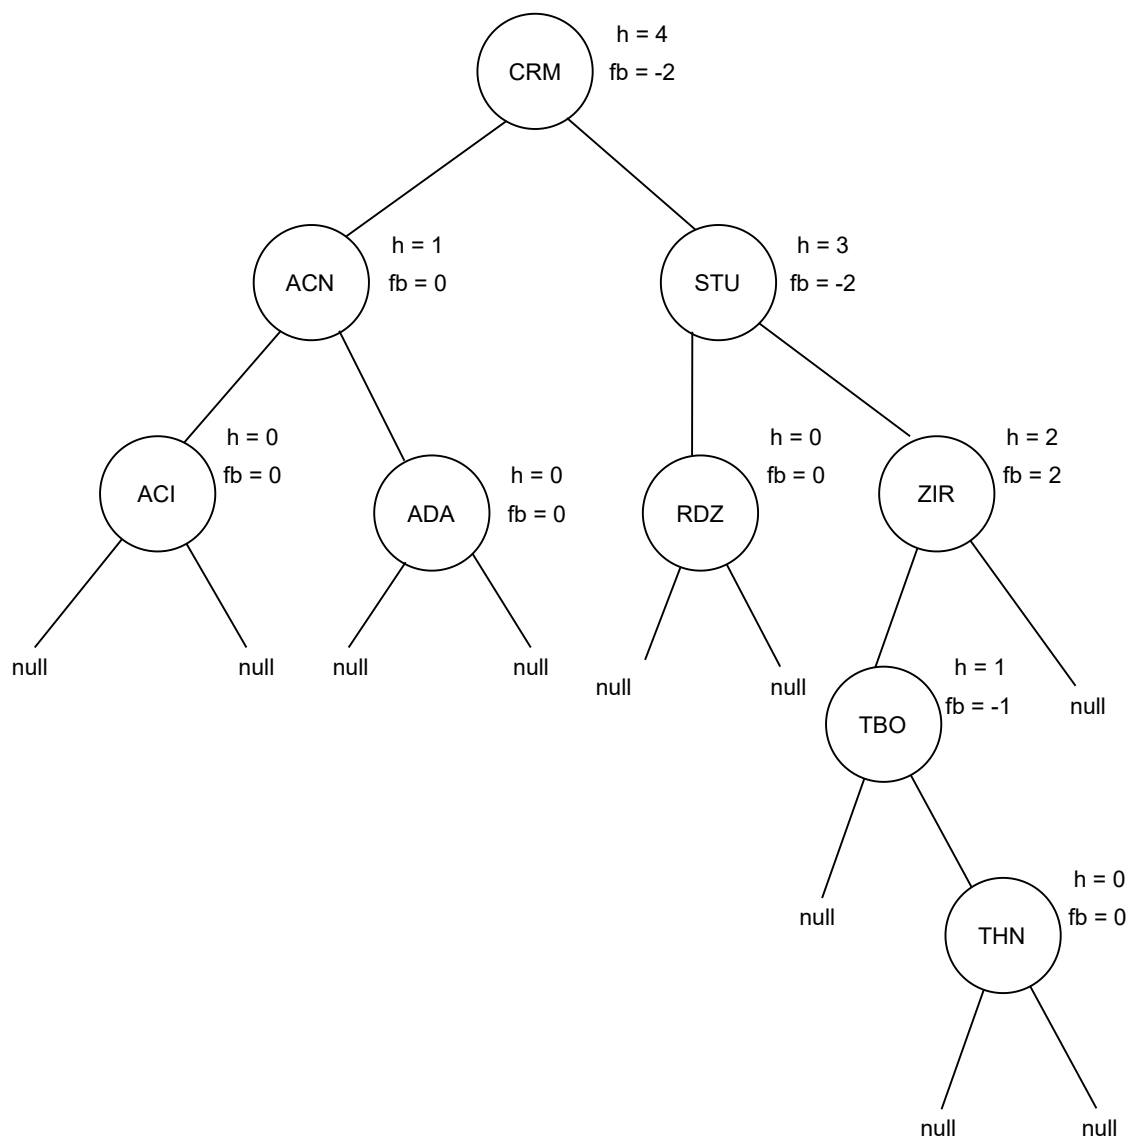 CRM
h = 4
fb = -2
ACN
h = 1
fb = 0
STU
h = 3
fb = -2
ACI
h = 0
fb = 0
ADA
h = 0
fb = 0
RDZ
h = 0
fb = 0
ZIR
h = 2
fb = 2
null
null
null
null
null
null
TBO
h = 1
fb = -1
null
null
THN
h = 0
fb = 0
null
null